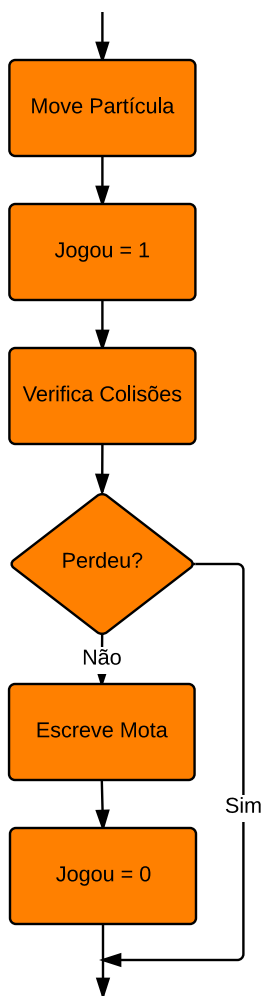 Move Partícula
Jogou = 1
Verifica Colisões
Perdeu?
Não
Escreve Mota
Sim
Jogou = 0